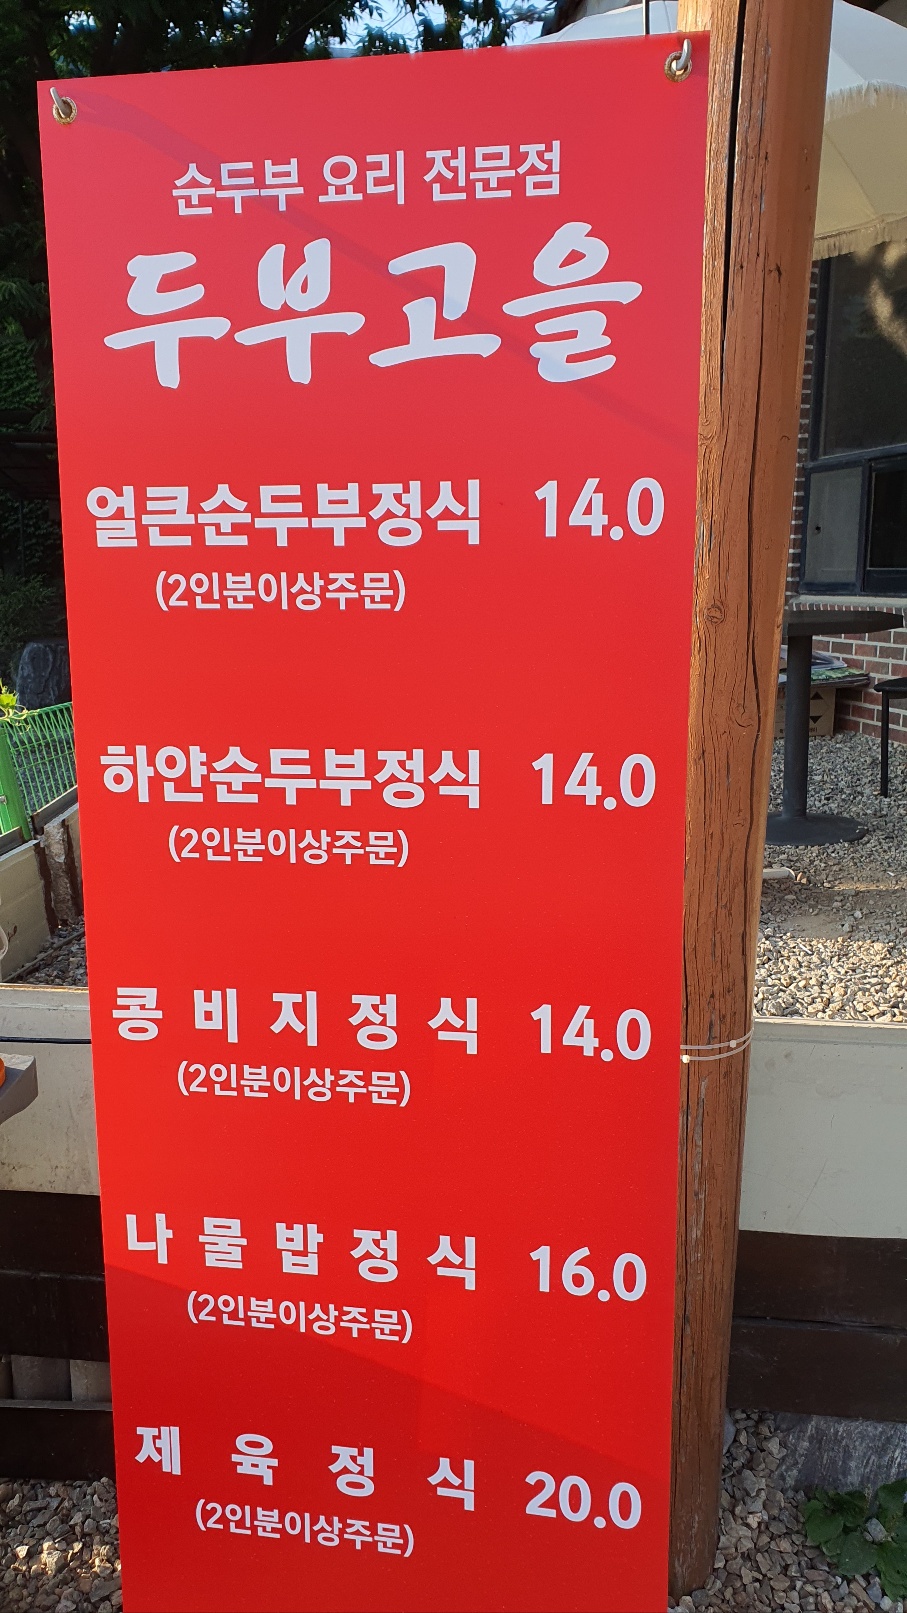 순두부 요리 전문점
두부고을
얼큰순두부정식 14.0
(2인분이상주문)
하얀순두부정식 14.0
(2인분이상주문)
콩비지정식 14.0
(2인분이상주문)
나물밥정식 16.0
(2인분이상주문)
제육정식 20.0
(2인분이상주문)